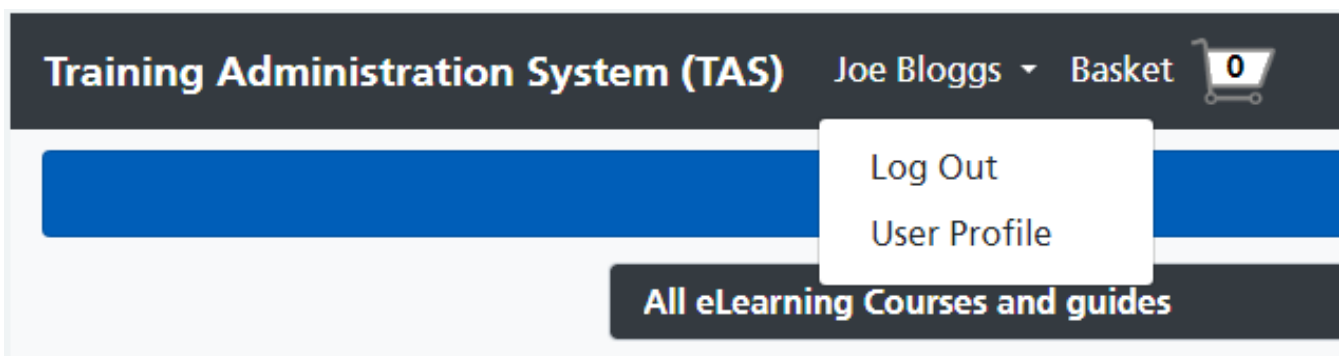 Training Administration System (TAS) Joe Bloggs Basket 0
Log Out
User Profile
All eLearning Courses and guides